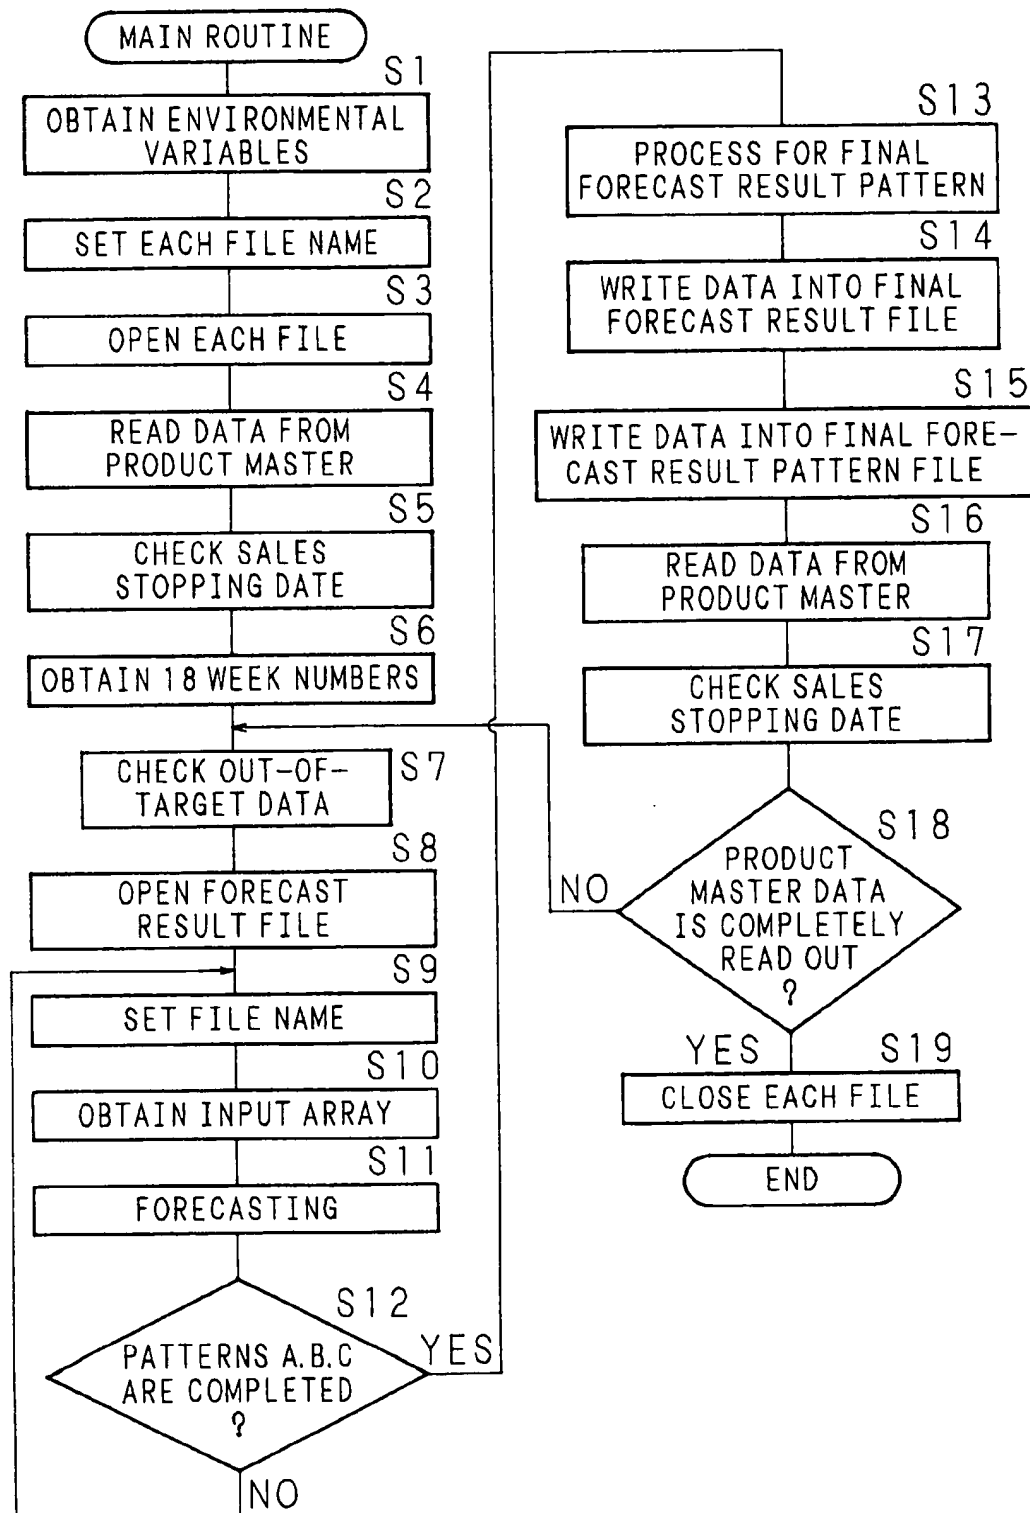 MAIN ROUTINE
S1
OBTAIN ENVIRONMENTAL
VARIABLES
S2
SET EACH FILE NAME
S3
OPEN EACH FILE
S4
READ DATA FROM
PRODUCT MASTER
S5
CHECK SALES
STOPPING DATE
S6
OBTAIN 18 WEEK NUMBERS
S7
CHECK OUT-OF-
TARGET DATA
S8
OPEN FORECAST
RESULT FILE
S9
SET FILE NAME
S10
OBTAIN INPUT ARRAY
S11
FORECASTING
S12
PATTERNS A.B.C
ARE COMPLETED
?
YES
NO
S13
PROCESS FOR FINAL
FORECAST RESULT PATTERN
S14
WRITE DATA INTO FINAL
FORECAST RESULT FILE
S15
WRITE DATA INTO FINAL FORE-
CAST RESULT PATTERN FILE
S16
READ DATA FROM
PRODUCT MASTER
S17
CHECK SALES
STOPPING DATE
S18
PRODUCT
MASTER DATA
IS COMPLETELY
READ OUT
?
NO
YES
S19
CLOSE EACH FILE
END